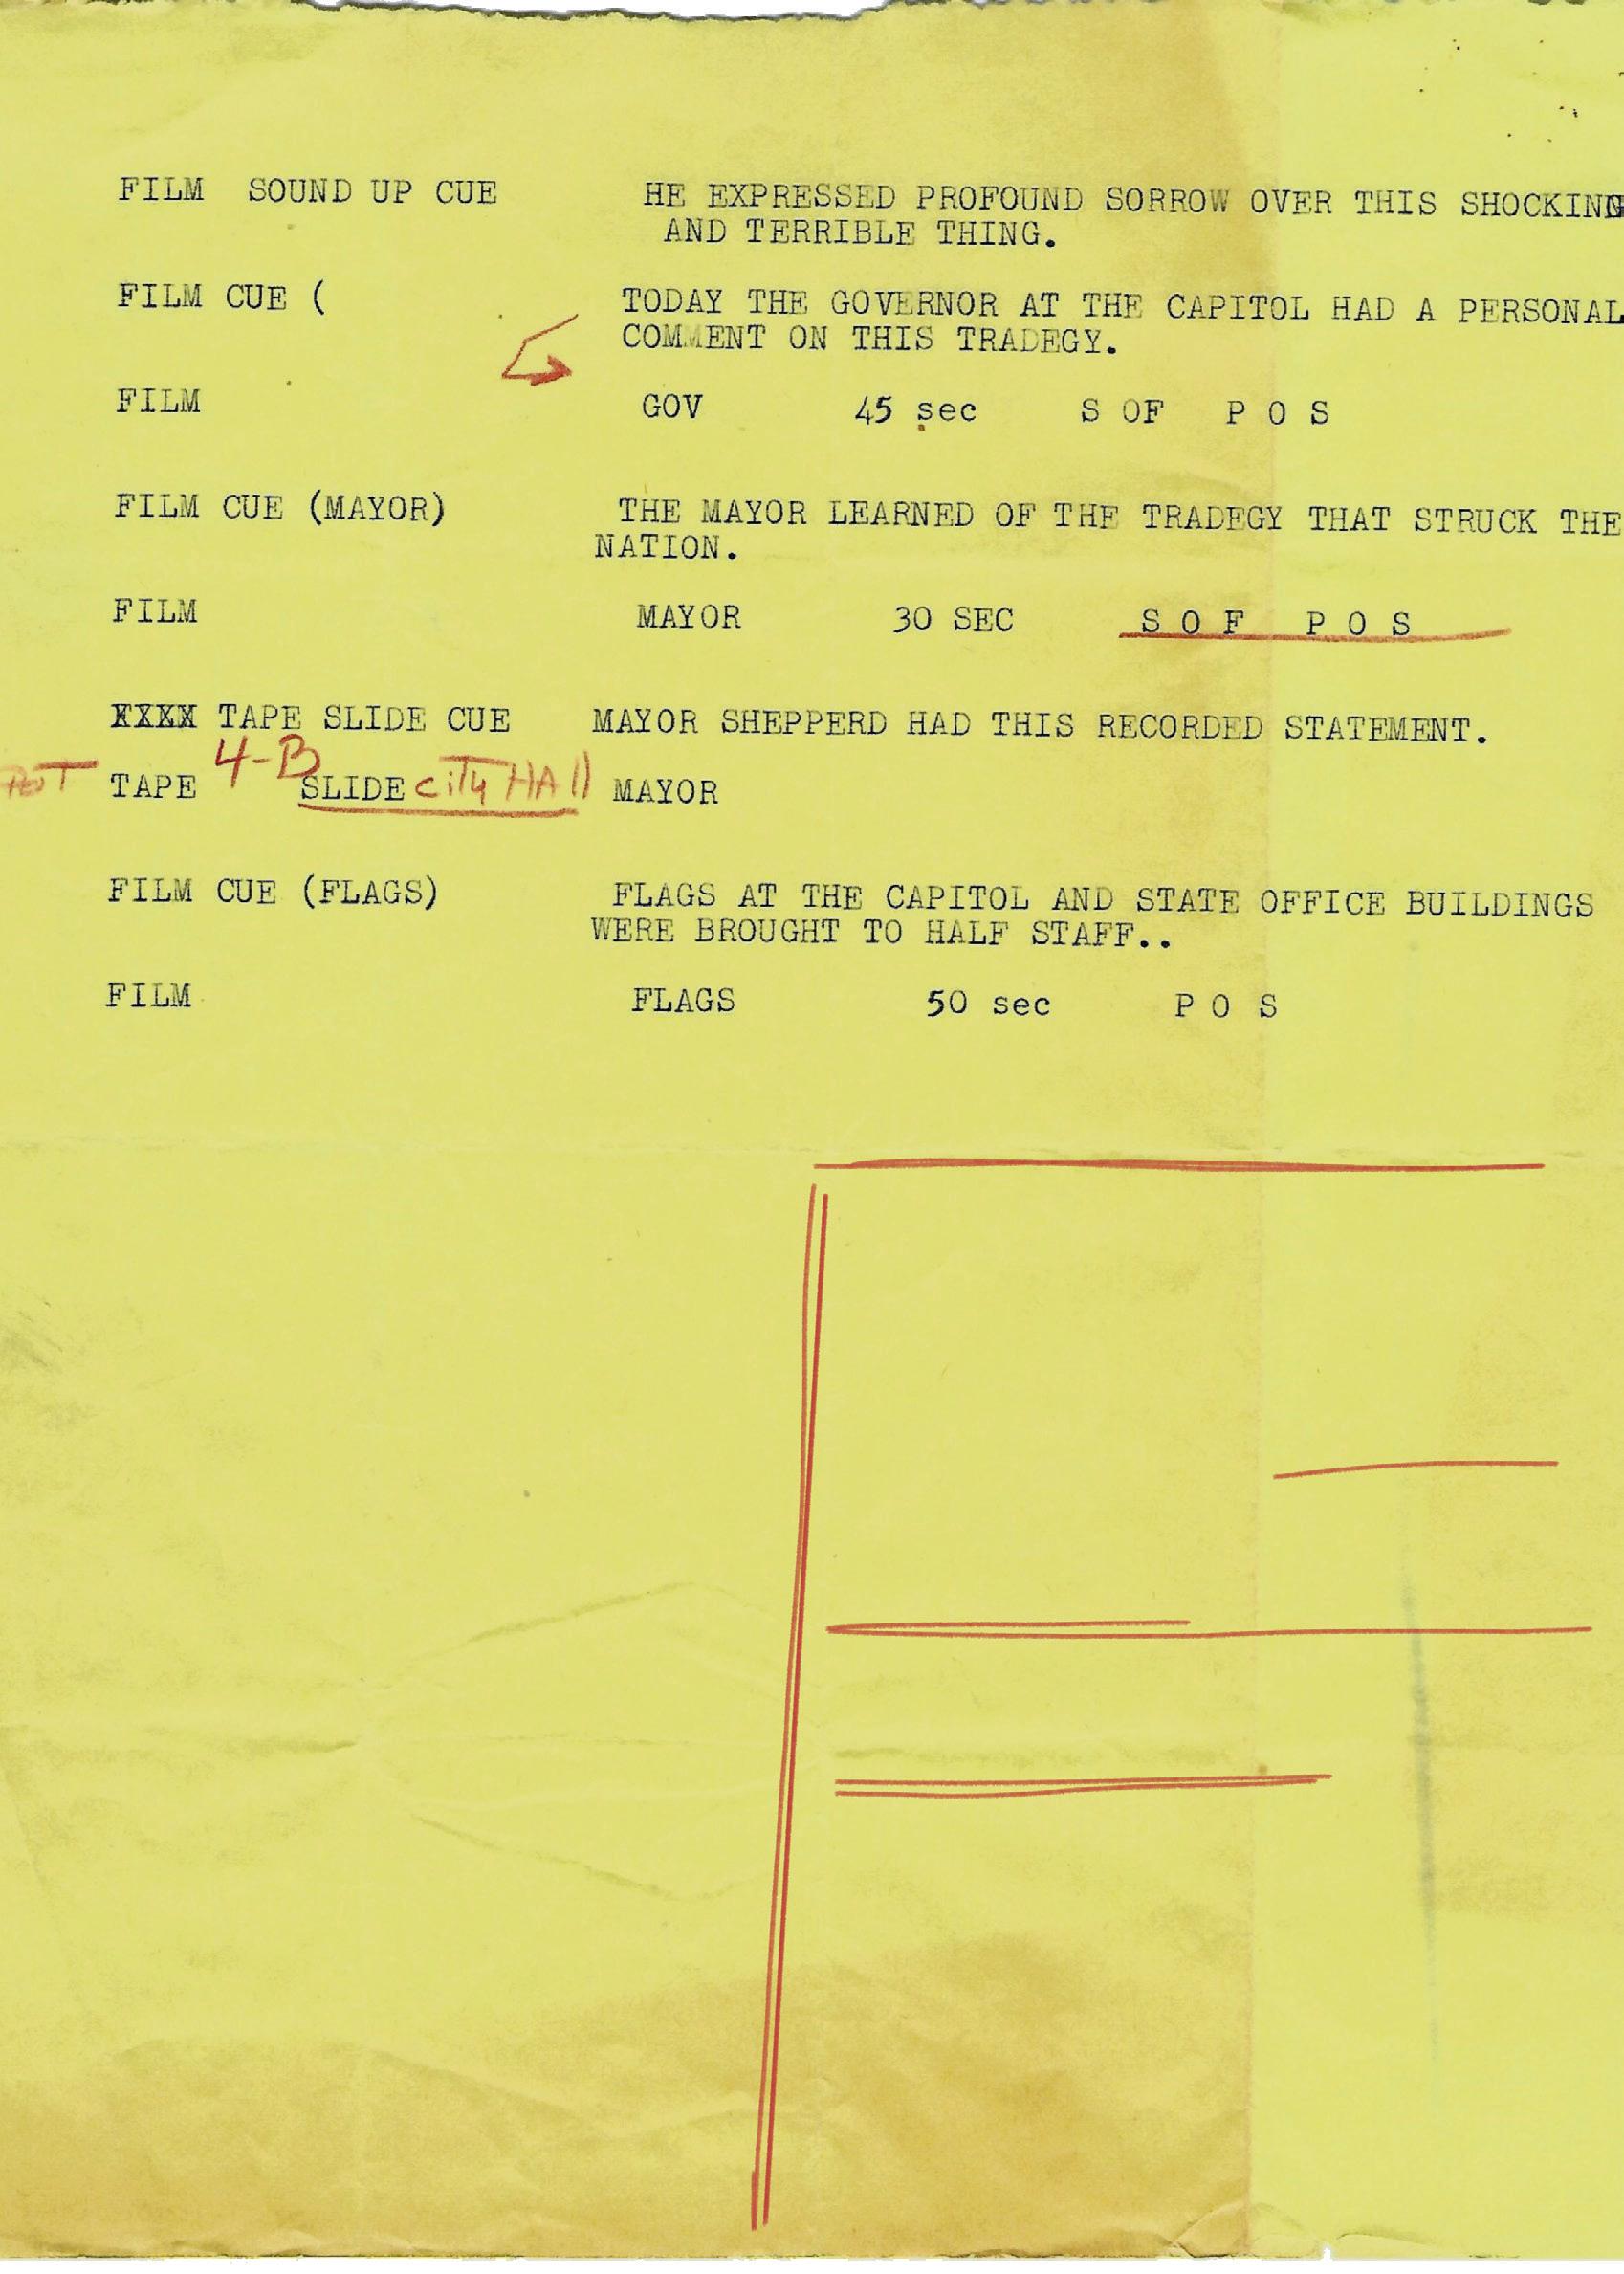 FILM SOUND UP CUE HE EXPRESSED PROFOUND SORROW OVER THIS SHOCKING
AND TERRIBLE THING.
FILM CUE ( TODAY THE GOVERNOR AT THE CAPITOL HAD A PERSONAL
COMMENT ON THIS TRADEGY.
FILM GOV 45 sec S OF P O S
FILM CUE (MAYOR) THE MAYOR LEARNED OF THE TRADEGY THAT STRUCK THE
NATION.
FILM MAYOR 30 SEC S O F P O S
XXXX TAPE SLIDE CUE MAYOR SHEPPERD HAD THIS RECORDED STATEMENT.
4-B
TAPE SLIDE CITY HAll MAYOR
FILM CUE (FLAGS) FLAGS AT THE CAPITOL AND STATE OFFICE BUILDINGS
WERE BROUGHT TO HALF STAFF..
FILM FLAGS 50 sec P O S